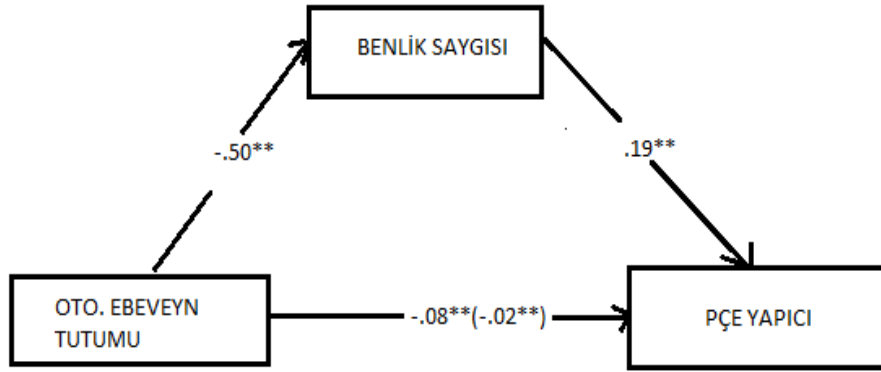 BENLİK SAYGISI
-.50**
.19**
OTO. EBEVEYN
TUTUMU
-.08**(-.02**)
PÇE YAPICI